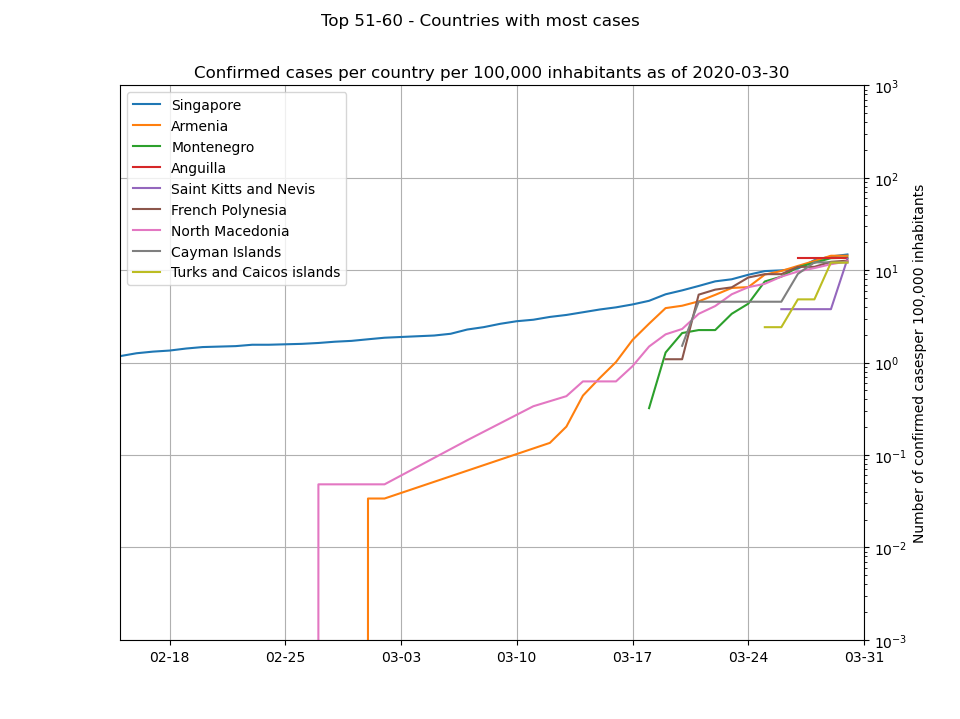 Top 51-60 - Countries with most cases
Confirmed cases per country per 100,000 inhabitants as of 2020-03-30
Singapore
Armenia
Montenegro
Anguilla
Saint Kitts and Nevis
French Polynesia
North Macedonia
Cayman Islands
Turks and Caicos islands
10³
10²
10¹
10⁰
10⁻¹
10⁻²
10⁻³
Number of confirmed casesper 100,000 inhabitants
02-18 02-25 03-03 03-10 03-17 03-24 03-31